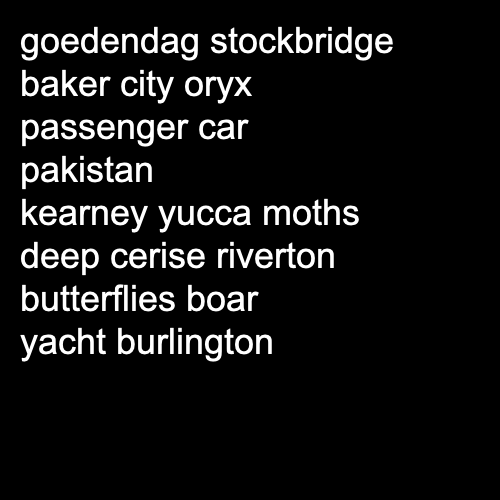 goedendag stockbridge
baker city oryx
passenger car
pakistan
kearney yucca moths
deep cerise riverton
butterflies boar
yacht burlington